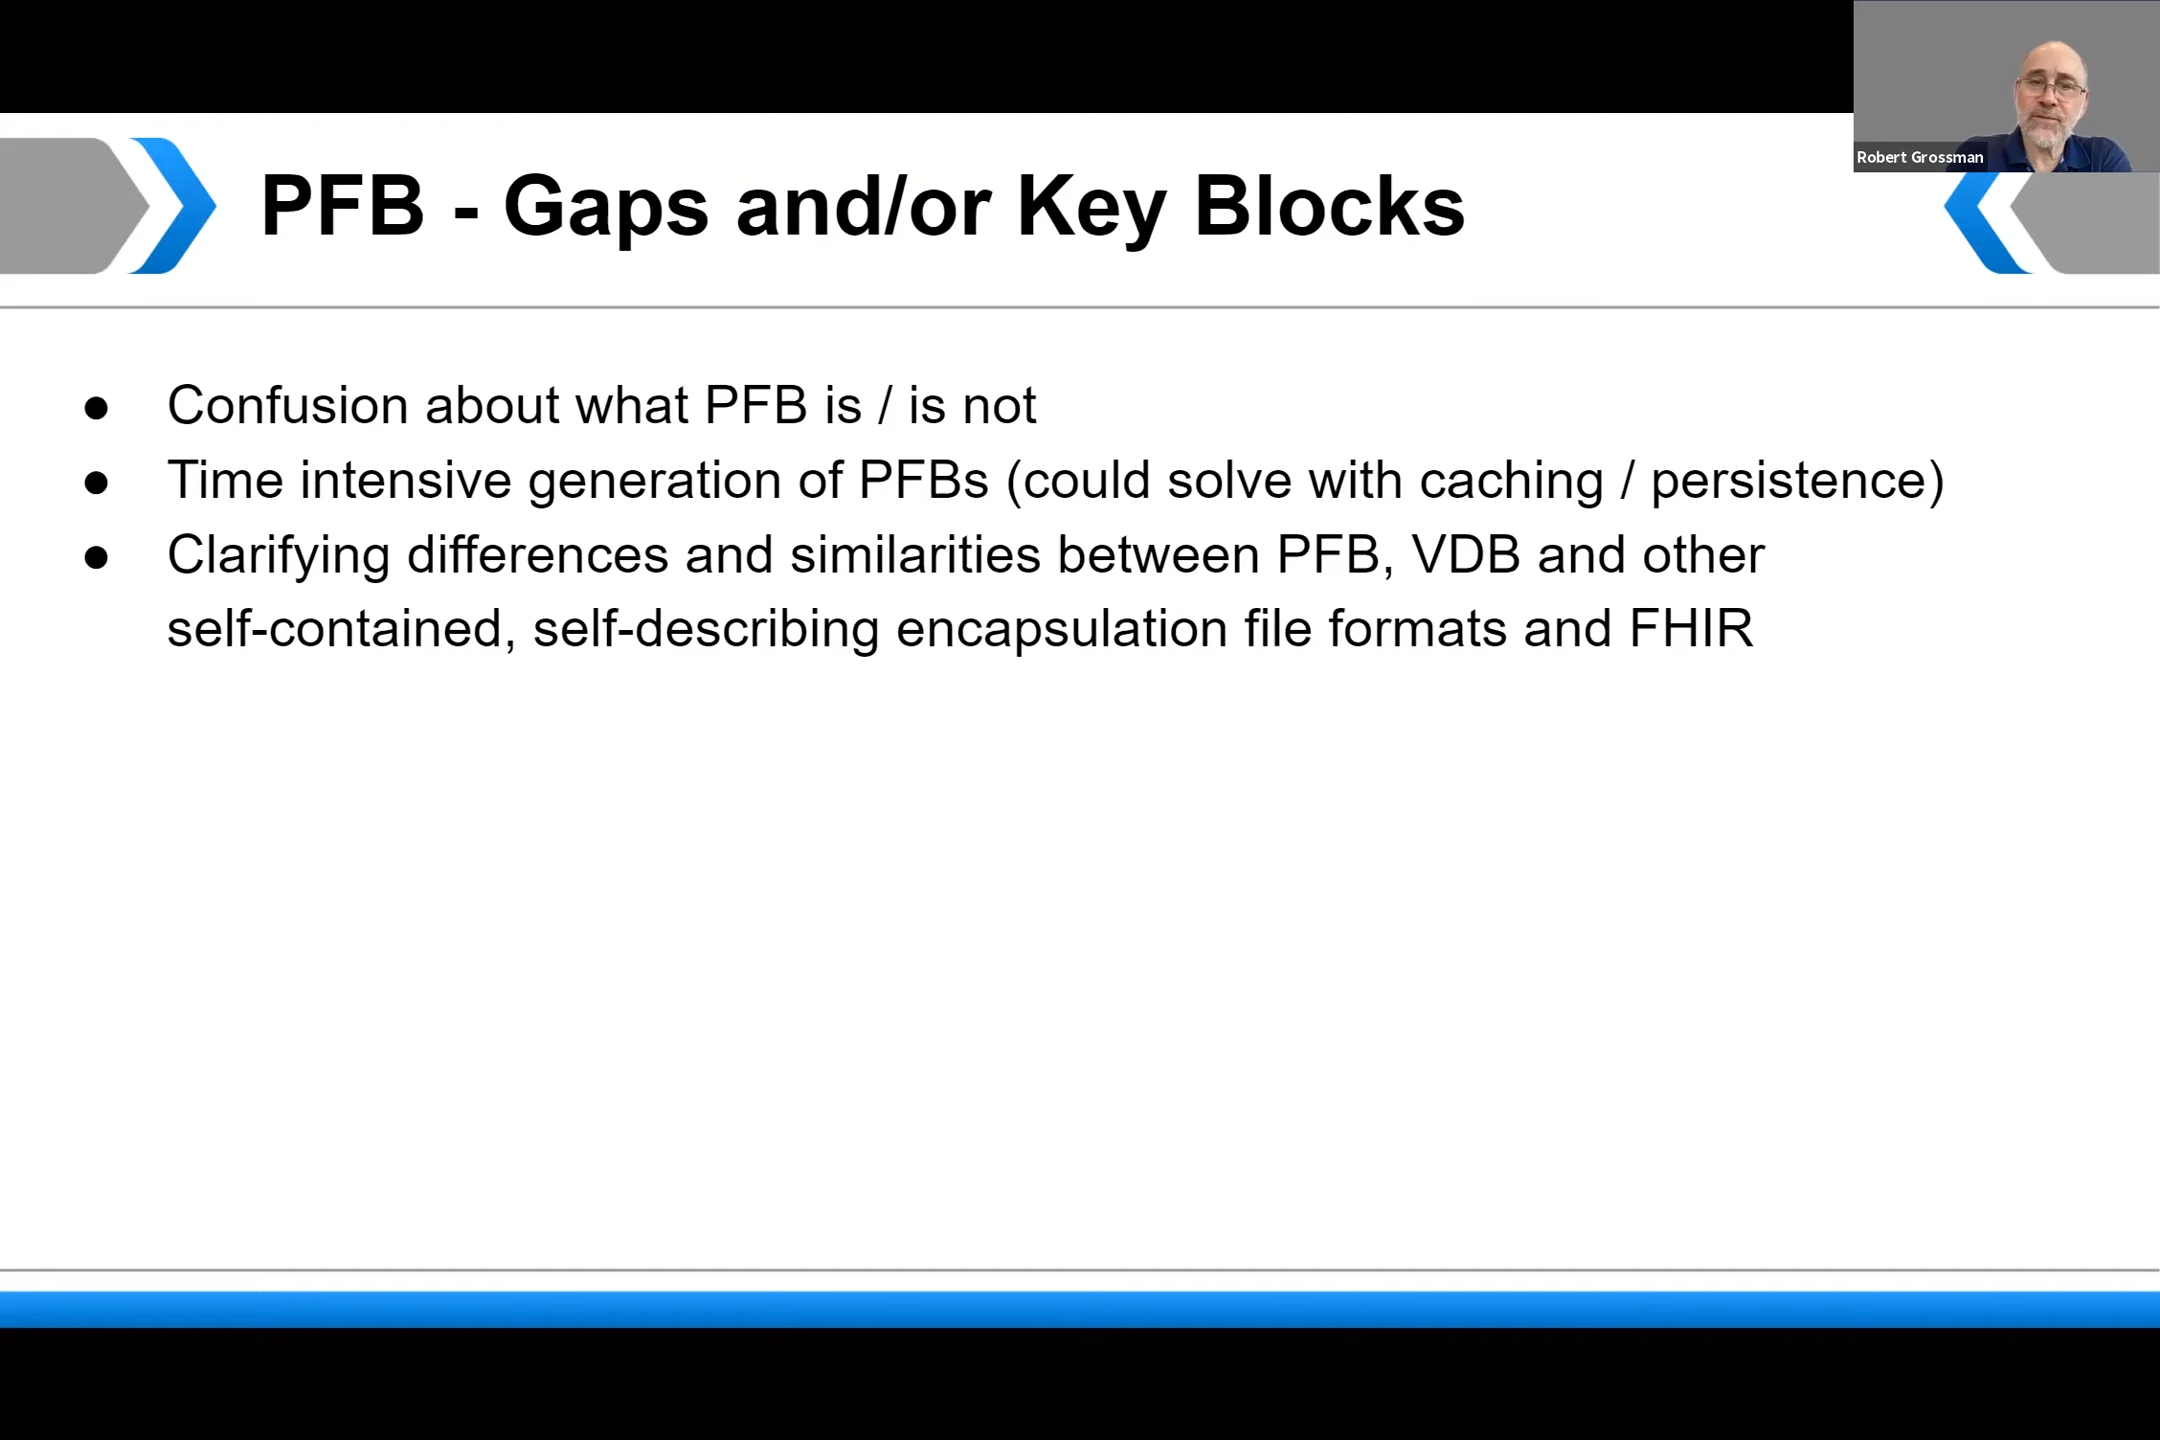 Robert Grossman
PFB - Gaps and/or Key Blocks
● Confusion about what PFB is / is not
● Time intensive generation of PFBs (could solve with caching / persistence)
● Clarifying differences and similarities between PFB, VDB and other
self-contained, self-describing encapsulation file formats and FHIR